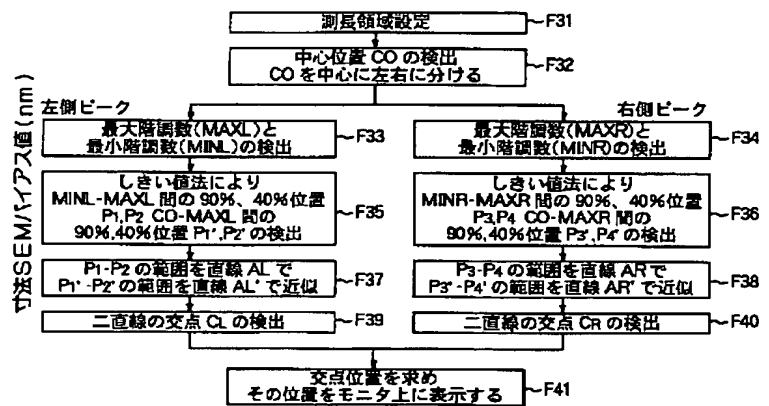 測長領域設定
F31
中心位置 CO の検出
CO を中心に左右に分ける
F32
左側ピーク
右側ピーク
寸法SEMバイアス値(nm)
最大階調数(MAXL)と
最小階調数(MINL)の検出
F33
最大階調数(MAXR)と
最小階調数(MINR)の検出
F34
しきい値法により
MINL-MAXL 間の 90%、40%位置
P1,P2 CO-MAXL 間の
90%,40%位置 P1',P2' の検出
F35
しきい値法により
MINR-MAXR 間の 90%、40%位置
P3,P4 CO-MAXR 間の
90%,40%位置 P3',P4' の検出
F36
P1-P2 の範囲を直線 AL で
P1'-P2' の範囲を直線 AL' で近似
F37
P3-P4 の範囲を直線 AR で
P3'-P4' の範囲を直線 AR' で近似
F38
二直線の交点 CL の検出
F39
二直線の交点 CR の検出
F40
交点位置を求め
その位置をモニタ上に表示する
F41